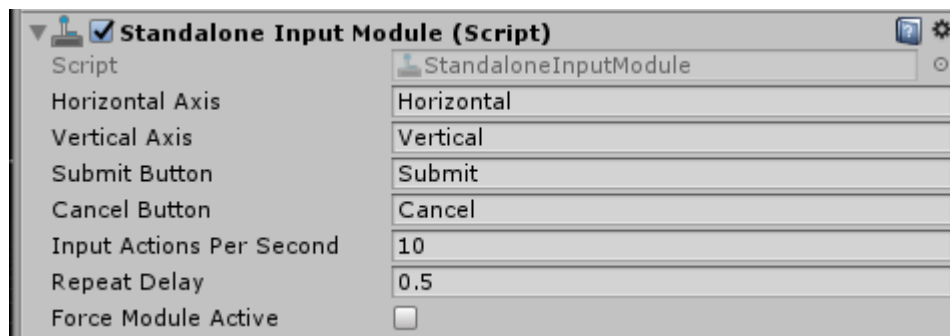 Standalone Input Module (Script)
Script StandaloneInputModule
Horizontal Axis Horizontal
Vertical Axis Vertical
Submit Button Submit
Cancel Button Cancel
Input Actions Per Second 10
Repeat Delay 0.5
Force Module Active